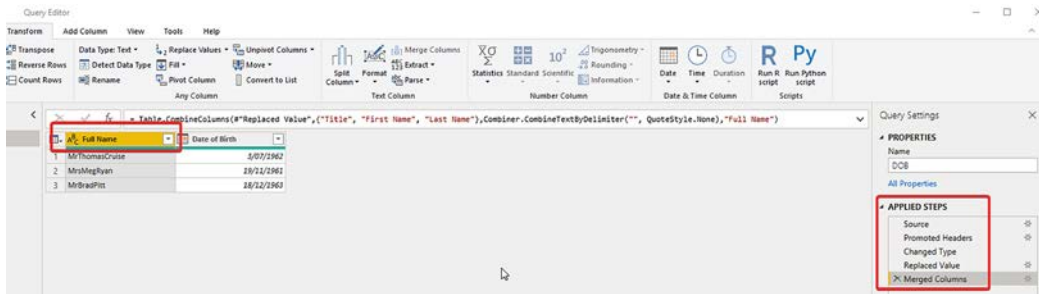 Query Editor
Transform Add Column View Tools Help
Transpose Data Type: Text Replace Values Unpivot Columns Merge Columns Trigonometry
Reverse Rows Detect Data Type Fill Move Split Column Format Extract Statistics Standard Scientific Rounding Date Time Duration Run R script Run Python script
Count Rows Rename Pivot Column Convert to List Parse Information
Any Column Text Column Number Column Date & Time Column Scripts
= Table.CombineColumns(#"Replaced Value",{"Title", "First Name", "Last Name"},Combiner.CombineTextByDelimiter("", QuoteStyle.None),"Full Name")
Full Name Date of Birth
1 MrThomasCruise 3/07/1962
2 MrsMegRyan 19/11/1961
3 MrBradPitt 18/12/1963
Query Settings
PROPERTIES
Name
DOB
All Properties
APPLIED STEPS
Source
Promoted Headers
Changed Type
Replaced Value
Merged Columns